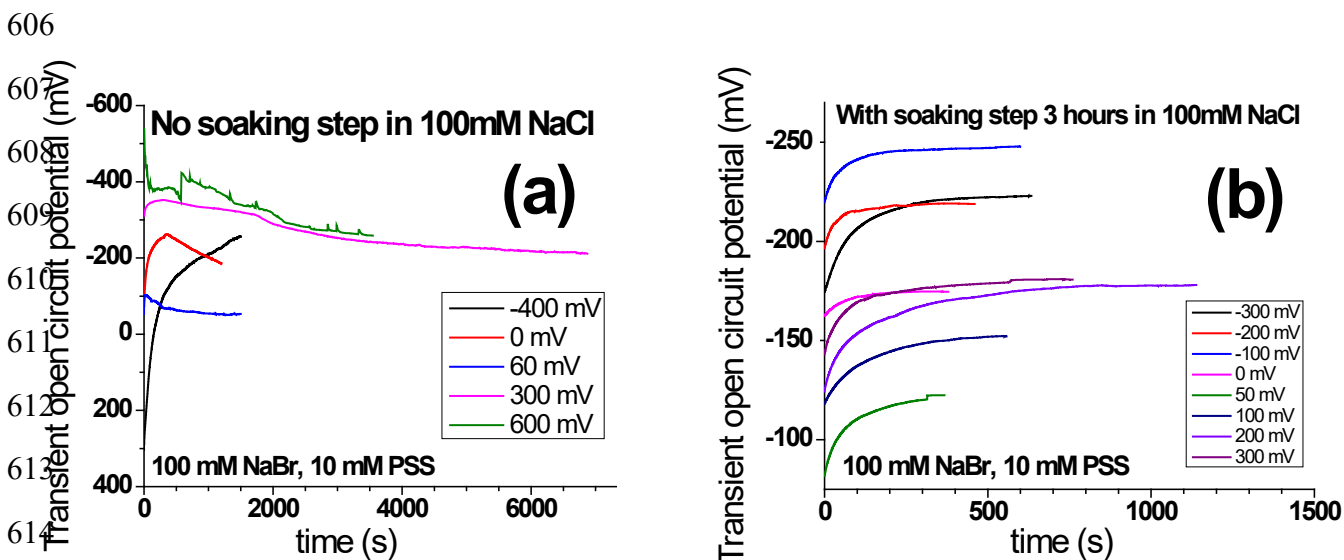 606
607
608
609
610
611
612
613
614
Transient open circuit potential (mV)
-600
-400
-200
0
200
400
No soaking step in 100mM NaCl
(a)
-400 mV
0 mV
60 mV
300 mV
600 mV
100 mM NaBr, 10 mM PSS
0 2000 4000 6000
time (s)
Transient open circuit potential (mV)
-250
-200
-150
-100
With soaking step 3 hours in 100mM NaCl
(b)
-300 mV
-200 mV
-100 mV
0 mV
50 mV
100 mV
200 mV
300 mV
100 mM NaBr, 10 mM PSS
0 500 1000 1500
time (s)